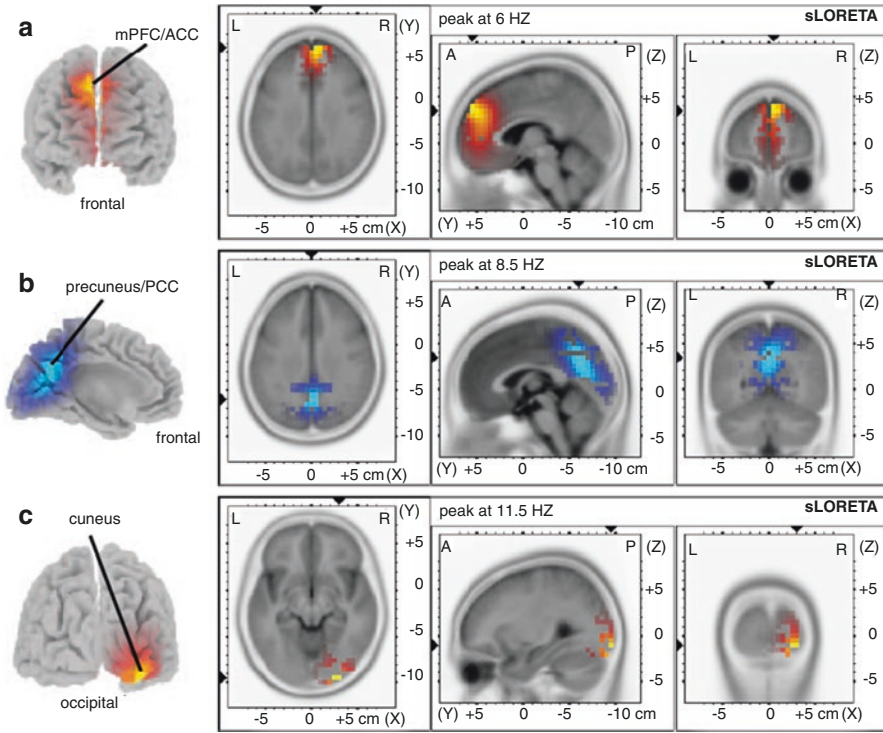 a
mPFC/ACC
frontal
peak at 6 HZ
sLORETA
L R (Y)
+5
0
-5
-10
-5 0 +5 cm (X)
A P (Z)
+5
0
-5
(Y) +5 0 -5 -10 cm
L R (Z)
+5
0
-5
-5 0 +5 cm (X)
b
precuneus/PCC
frontal
peak at 8.5 HZ
sLORETA
L R (Y)
+5
0
-5
-10
-5 0 +5 cm (X)
A P (Z)
+5
0
-5
(Y) +5 0 -5 -10 cm
L R (Z)
+5
0
-5
-5 0 +5 cm (X)
c
cuneus
occipital
peak at 11.5 HZ
sLORETA
L R (Y)
+5
0
-5
-10
-5 0 +5 cm (X)
A P (Z)
+5
0
-5
(Y) +5 0 -5 -10 cm
L R (Z)
+5
0
-5
-5 0 +5 cm (X)